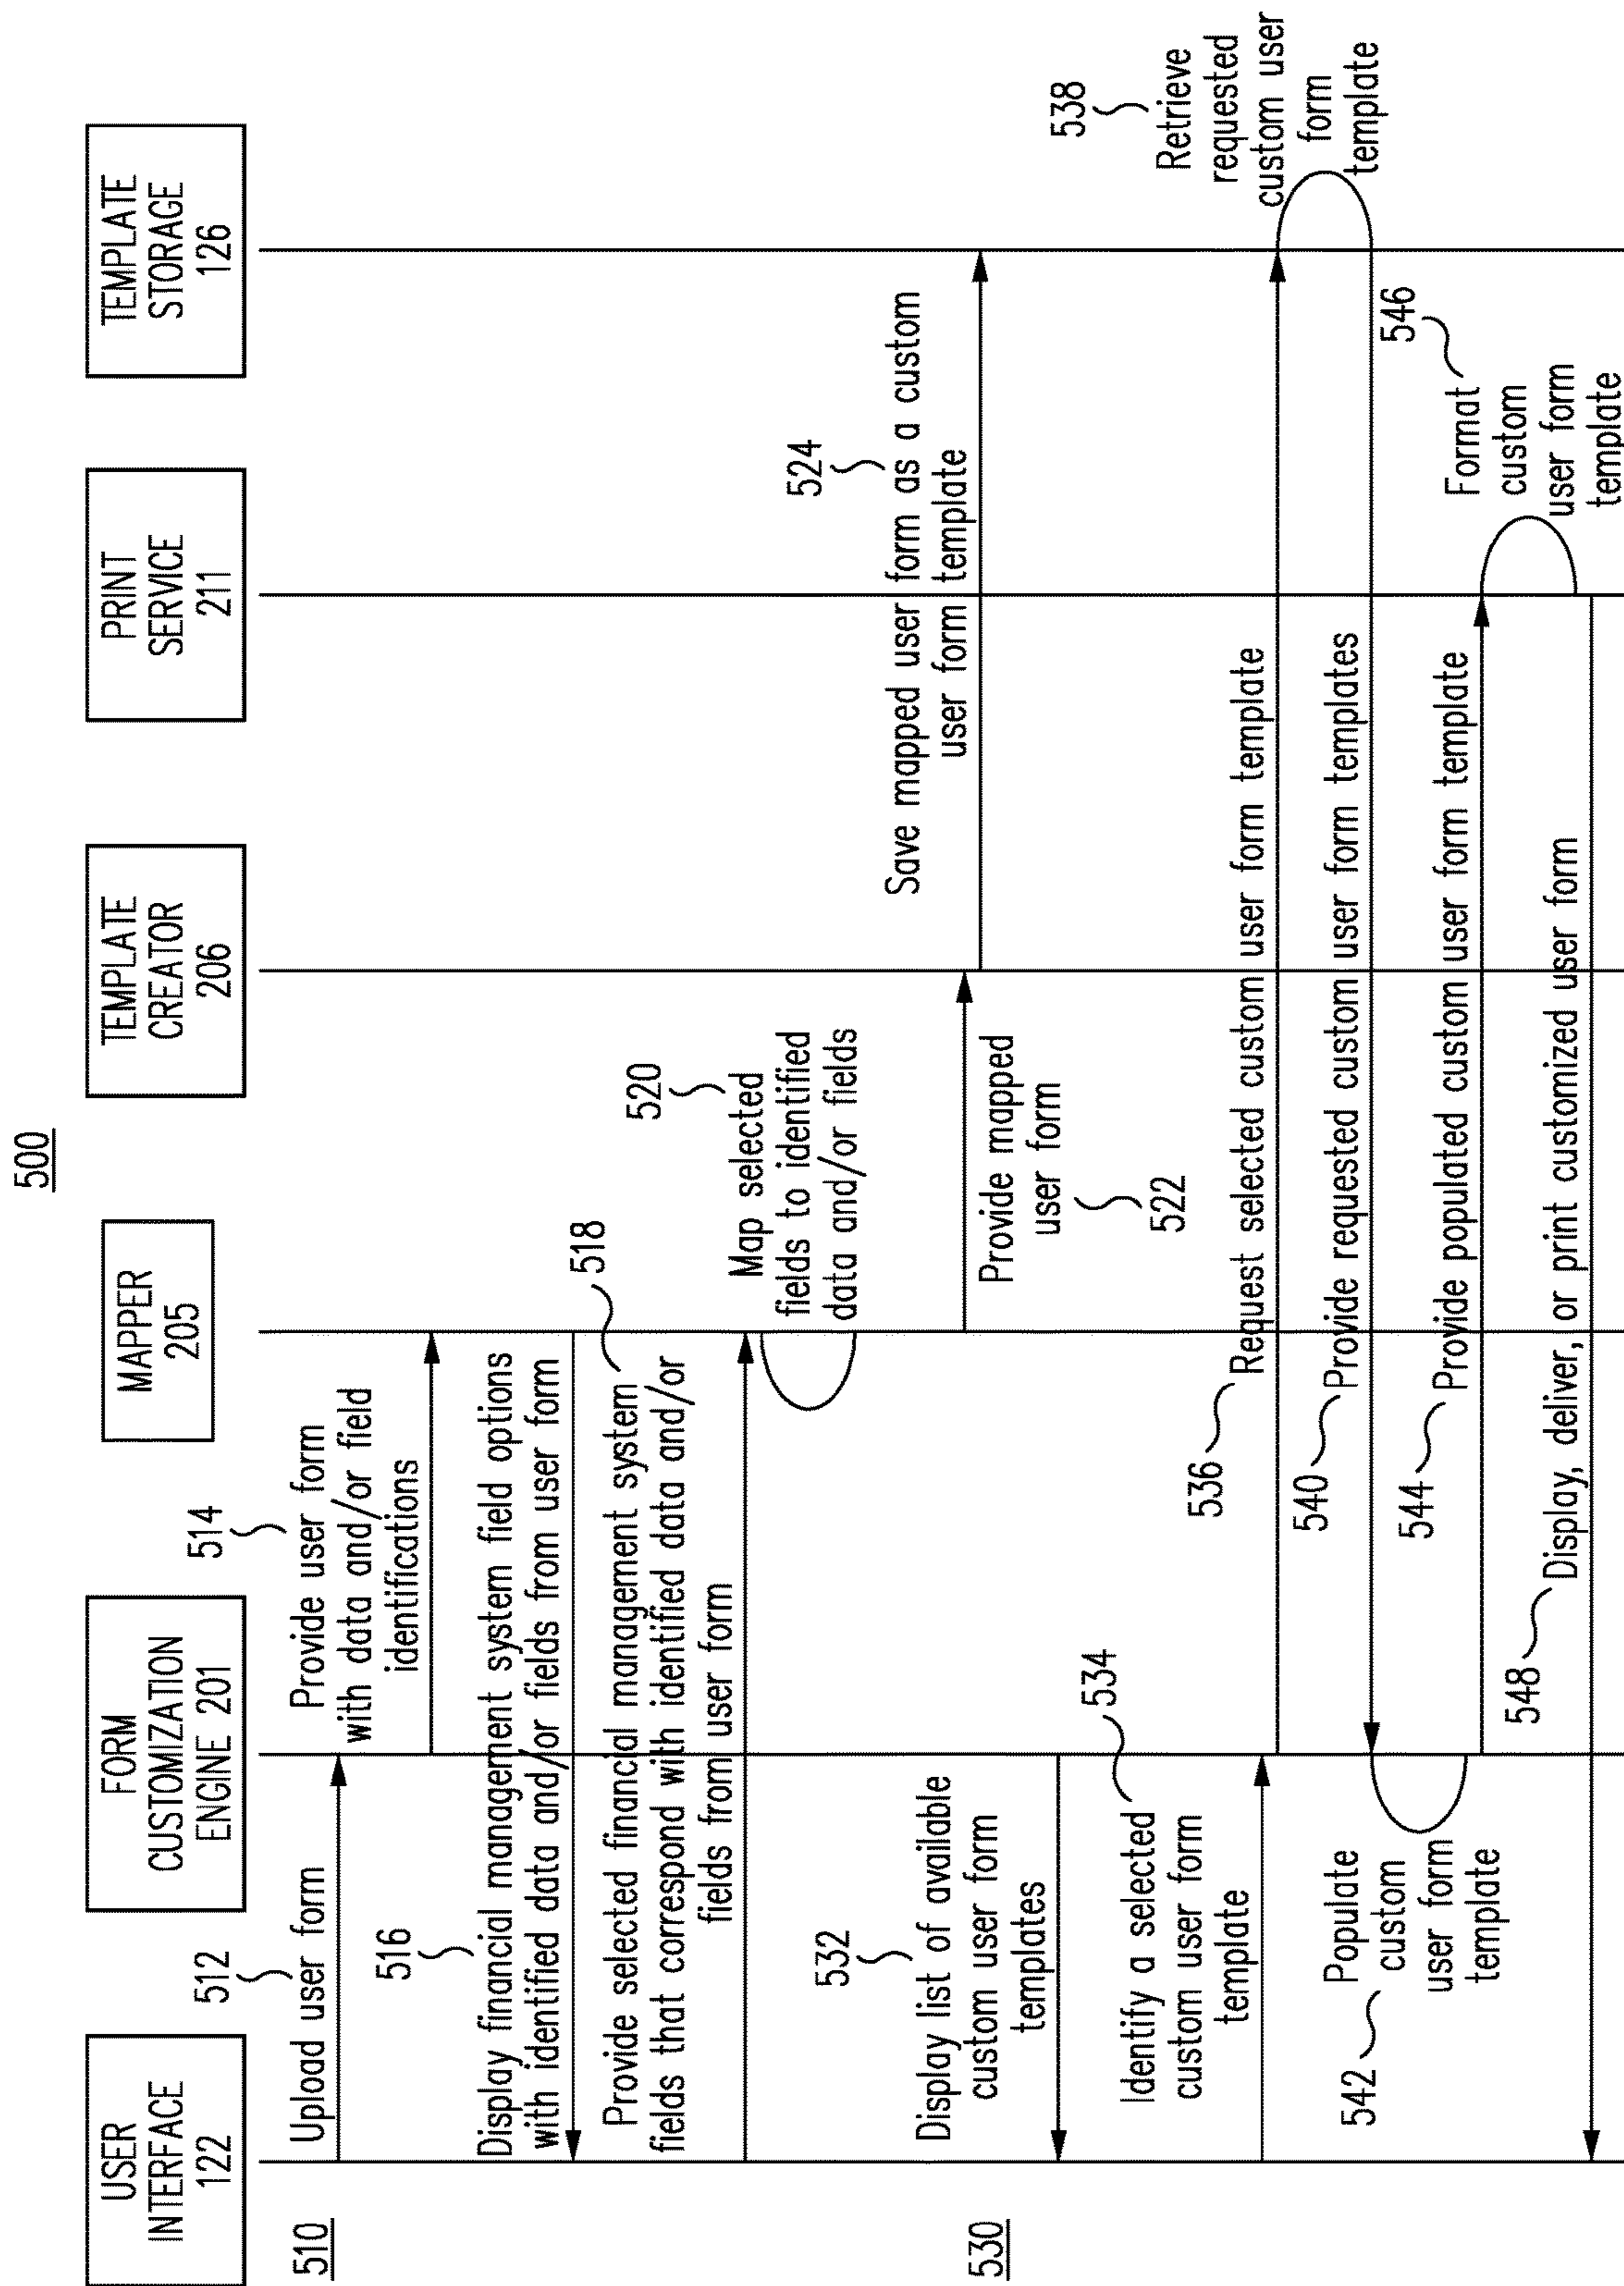 500
USER
INTERFACE
122
FORM
CUSTOMIZATION
ENGINE 201
MAPPER
205
TEMPLATE
CREATOR
206
PRINT
SERVICE
211
TEMPLATE
STORAGE
126
510
512
Upload user form
514
Provide user form
with data and/or field
identifications
516
Display financial management system field options
with identified data and/or fields from user form
518
Provide selected financial management system
fields that correspond with identified data and/or
fields from user form
520
Map selected
fields to identified
data and/or fields
Provide mapped
user form
522
524
Save mapped user form as a custom
user form template
530
532
Display list of available
custom user form
templates
534
Identify a selected
custom user form
template
536
Request selected custom user form template
538
Retrieve
requested
custom user
form
template
540
Provide requested custom user form templates
542
Populate
custom
user form
template
544
Provide populated custom user form template
546
Format
custom
user form
template
548
Display, deliver, or print customized user form